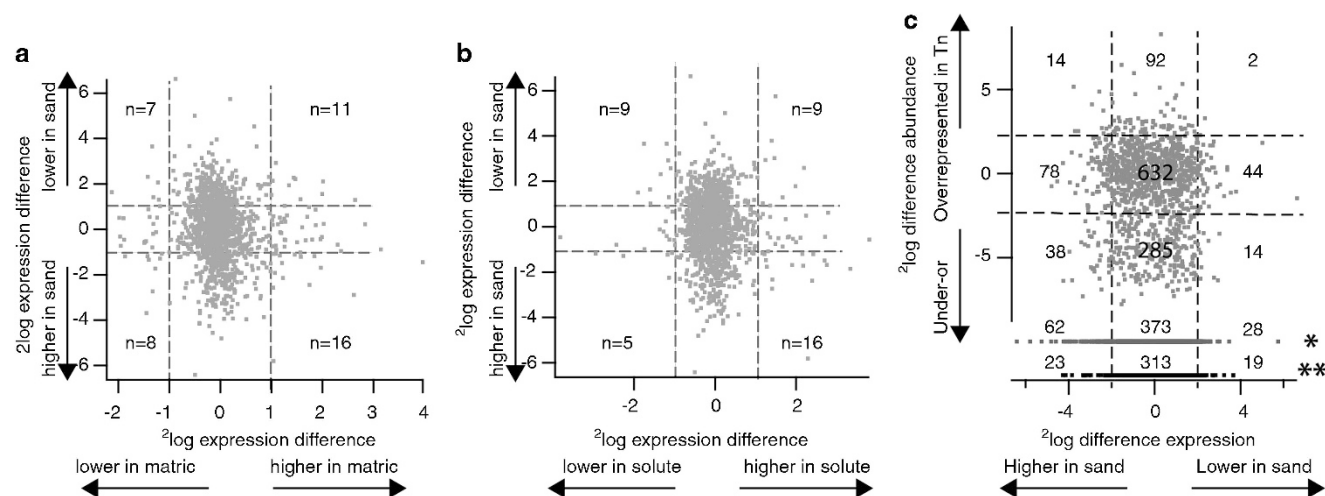 a
2log expression difference
higher in sand
lower in sand
6
4
2
0
-2
-4
-6
n=7
n=11
n=8
n=16
-2
-1
0
1
2
3
4
²log expression difference
lower in matric
higher in matric
b
²log expression difference
higher in sand
lower in sand
6
4
2
0
-2
-4
-6
n=9
n=9
n=5
n=16
-2
0
2
²log expression difference
lower in solute
higher in solute
c
²log difference abundance
Under-or
Overrepresented in Tn
5
0
-5
14
92
2
78
632
44
38
285
14
62
373
28
*
23
313
19
**
-4
0
4
²log difference expression
Higher in sand
Lower in sand